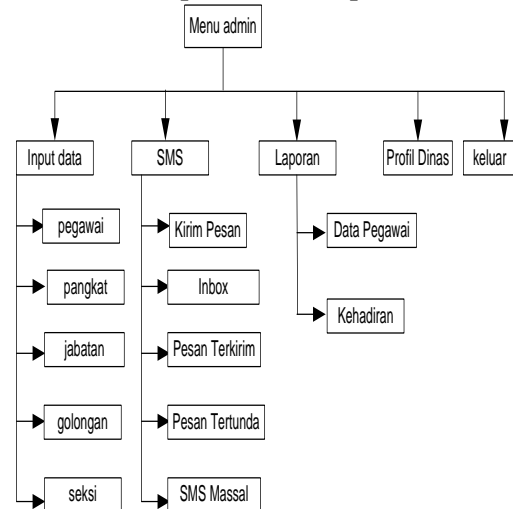 Menu admin
Input data
SMS
Laporan
Profil Dinas
keluar
pegawai
pangkat
jabatan
golongan
seksi
Kirim Pesan
Inbox
Pesan Terkirim
Pesan Tertunda
SMS Massal
Data Pegawai
Kehadiran